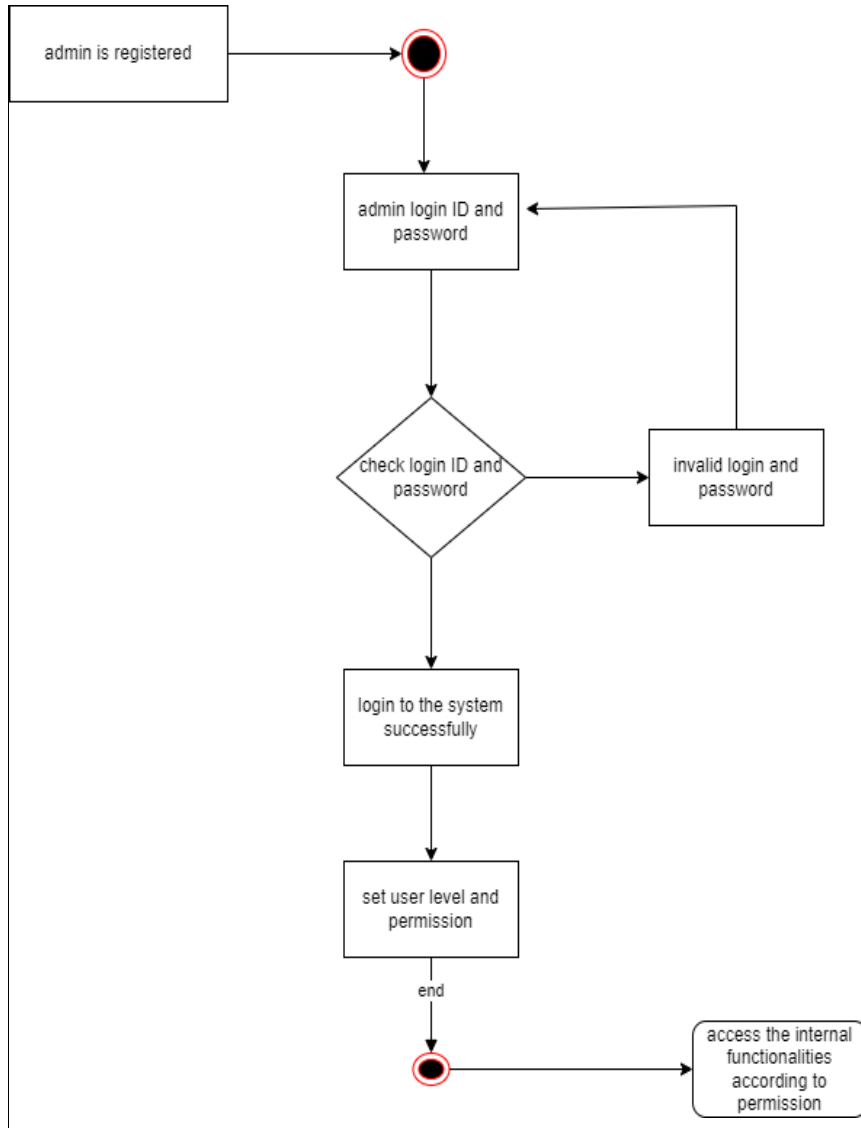 admin is registered
admin login ID and
password
check login ID and
password
invalid login and
password
login to the system
successfully
set user level and
permission
end
access the internal
functionalities
according to
permission